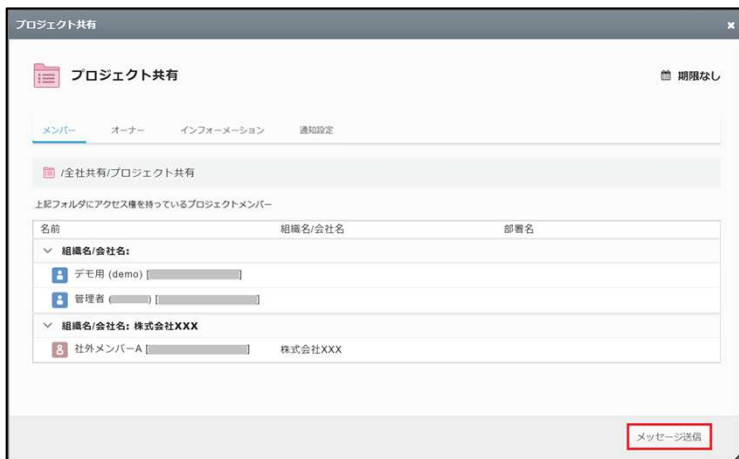 プロジェクト共有
プロジェクト共有 期限なし
メンバー オーナー インフォーメーション 通知設定
/全社共有/プロジェクト共有
上記フォルダにアクセス権を持っているプロジェクトメンバー
名前 組織名/会社名 部署名
組織名/会社名:
デモ用 (demo) [ ]
管理者 ( ) [ ]
組織名/会社名: 株式会社XXX
社外メンバーA [ ] 株式会社XXX
メッセージ送信